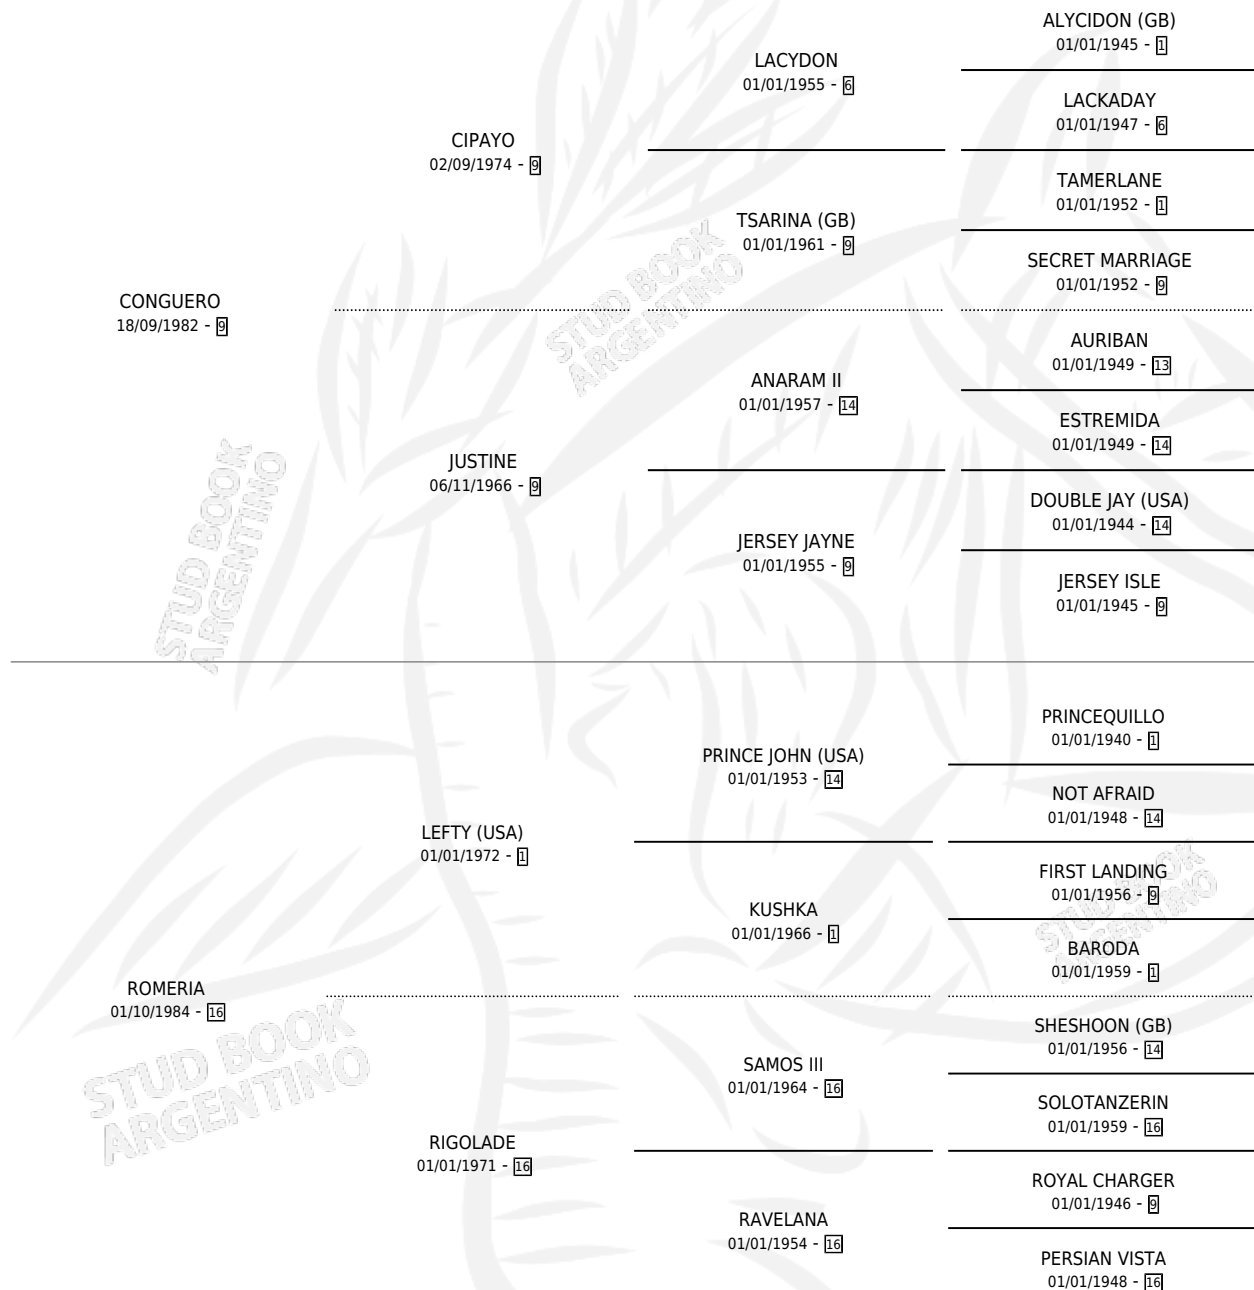 ALYCIDON (GB)
01/01/1945 - 1
LACYDON
01/01/1955 - 6
LACKADAY
01/01/1947 - 6
CIPAYO
02/09/1974 - 9
TAMERLANE
01/01/1952 - 1
TSARINA (GB)
01/01/1961 - 9
SECRET MARRIAGE
01/01/1952 - 9
CONGUERO
18/09/1982 - 9
AURIBAN
01/01/1949 - 13
ANARAM II
01/01/1957 - 14
ESTREMIDA
01/01/1949 - 14
JUSTINE
06/11/1966 - 9
DOUBLE JAY (USA)
01/01/1944 - 14
JERSEY JAYNE
01/01/1955 - 9
JERSEY ISLE
01/01/1945 - 9
STUD BOOK
ARGENTINO
STUD BOOK
ARGENTINO
PRINCEQUILLO
01/01/1940 - 1
PRINCE JOHN (USA)
01/01/1953 - 14
NOT AFRAID
01/01/1948 - 14
LEFTY (USA)
01/01/1972 - 1
FIRST LANDING
01/01/1956 - 9
KUSHKA
01/01/1966 - 1
BARODA
01/01/1959 - 1
STUD BOOK
ARGENTINO
ROMERIA
01/10/1984 - 16
SHESHOON (GB)
01/01/1956 - 14
SAMOS III
01/01/1964 - 16
SOLOTANZERIN
01/01/1959 - 16
RIGOLADE
01/01/1971 - 16
ROYAL CHARGER
01/01/1946 - 9
RAVELANA
01/01/1954 - 16
PERSIAN VISTA
01/01/1948 - 16
STUD BOOK
ARGENTINO